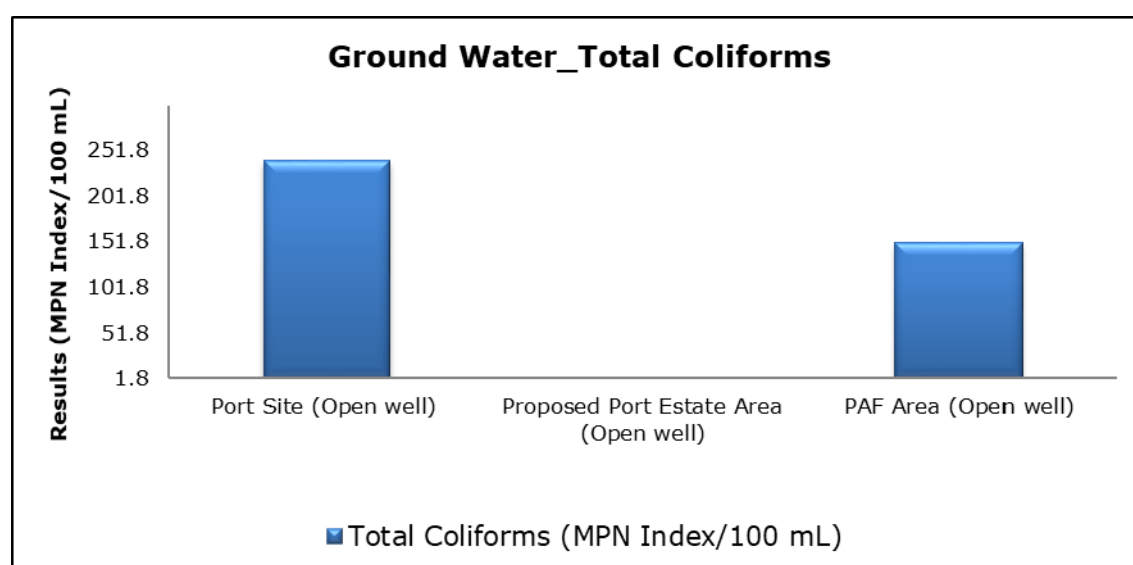 Ground Water_Total Coliforms
Results (MPN Index/100 mL)
251.8
201.8
151.8
101.8
51.8
1.8
Port Site (Open well)
Proposed Port Estate Area
(Open well)
PAF Area (Open well)
Total Coliforms (MPN Index/100 mL)